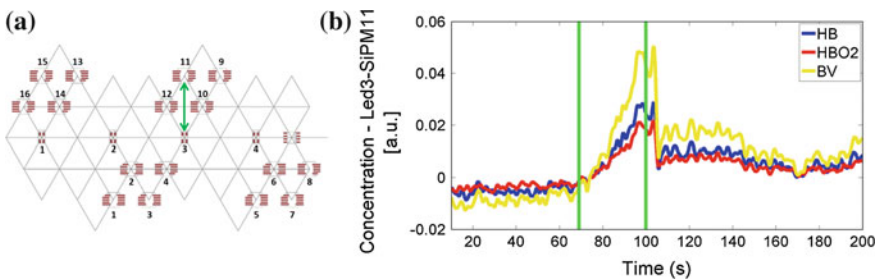 (a)
15 13 11 9
16 14 12 10
1 2 3 4
2 4 6 8
1 3 5 7
(b)
Concentration - Led3-SiPM11
[a.u.]
0.06
0.04
0.02
0
-0.02
HB
HBO2
BV
20 40 60 80 100 120 140 160 180 200
Time (s)